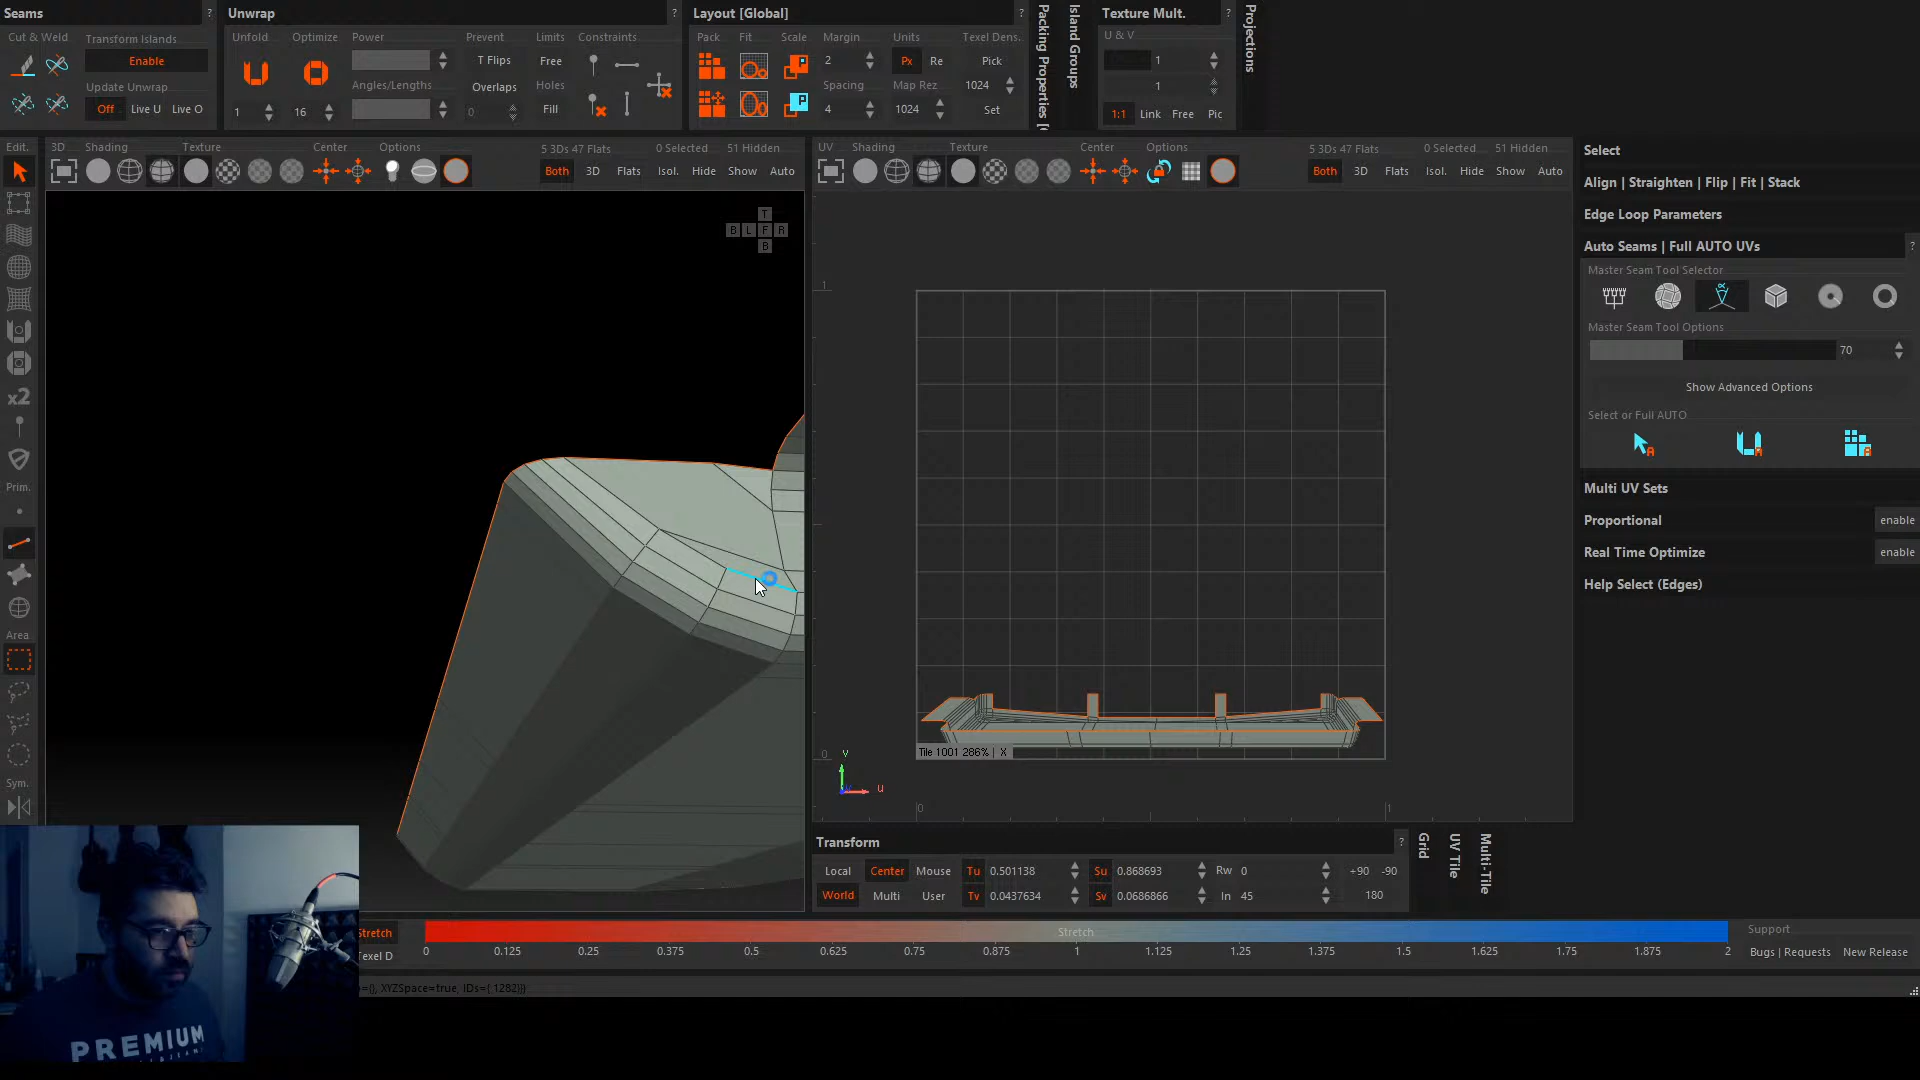 Seams ?
Unwrap ?
Layout [Global] ?
Packing Properties [
Island Groups
Texture Mult. ?
Projections
Cut & Weld Transform Islands
Enable
Update Unwrap
Off Live U Live O
Unfold Optimize Power Prevent Limits Constraints
T Flips Free
Angles/Lengths Overlaps Holes
1 16 0 Fill
Pack Fit Scale Margin Units Texel Dens.
2 Px Re Pick
Spacing Map Rez 1024
4 1024 Set
U & V
1
1
1:1 Link Free Pic
Edit.
3D Shading Texture Center Options 5 3Ds 47 Flats 0 Selected 51 Hidden
Both 3D Flats Isol. Hide Show Auto
UV Shading Texture Center Options 5 3Ds 47 Flats 0 Selected 51 Hidden
Both 3D Flats Isol. Hide Show Auto
T
B L F R
B
x2
Prim.
Area
Sym.
1
0
Tile 1001 286% | X
V
u
0 1
Select
Align | Straighten | Flip | Fit | Stack
Edge Loop Parameters
Auto Seams | Full AUTO UVs ?
Master Seam Tool Selector
Master Seam Tool Options
70
Show Advanced Options
Select or Full AUTO
Multi UV Sets
Proportional enable
Real Time Optimize enable
Help Select (Edges)
Transform ?
Local Center Mouse Tu 0.501138 Su 0.868693 Rw 0 +90 -90
World Multi User Tv 0.0437634 Sv 0.0686866 In 45 180
Grid
UV Tile
Multi-Tile
Stretch
Texel D
Stretch
0 0.125 0.25 0.375 0.5 0.625 0.75 0.875 1 1.125 1.25 1.375 1.5 1.625 1.75 1.875 2
Support
Bugs | Requests New Release
={}, XYZSpace=true, IDs={ 1282}}
PREMIUM